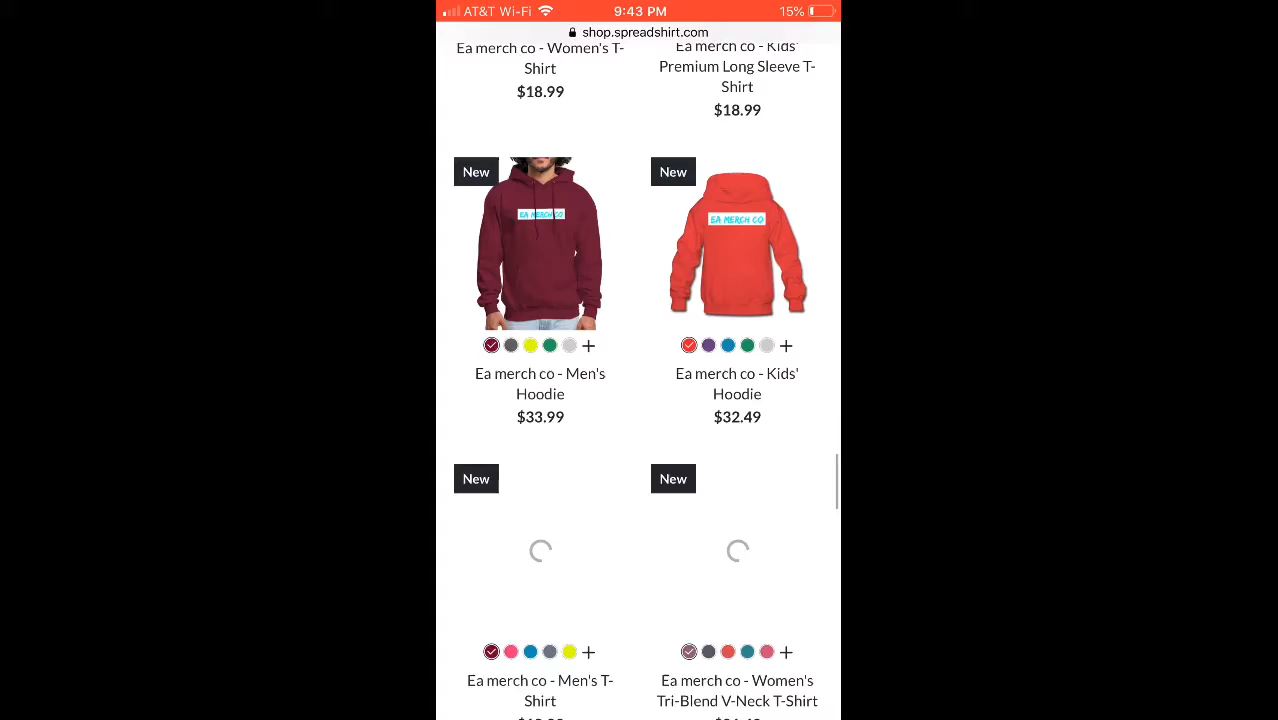 AT&T Wi-Fi 9:43 PM 15%
shop.spreadshirt.com
Ea merch co - Women's T-
Shirt
$18.99
Ea merch co - Kids'
Premium Long Sleeve T-
Shirt
$18.99
New
EA MERCH CO
Ea merch co - Men's
Hoodie
$33.99
New
EA MERCH CO
Ea merch co - Kids'
Hoodie
$32.49
New
Ea merch co - Men's T-
Shirt
New
Ea merch co - Women's
Tri-Blend V-Neck T-Shirt